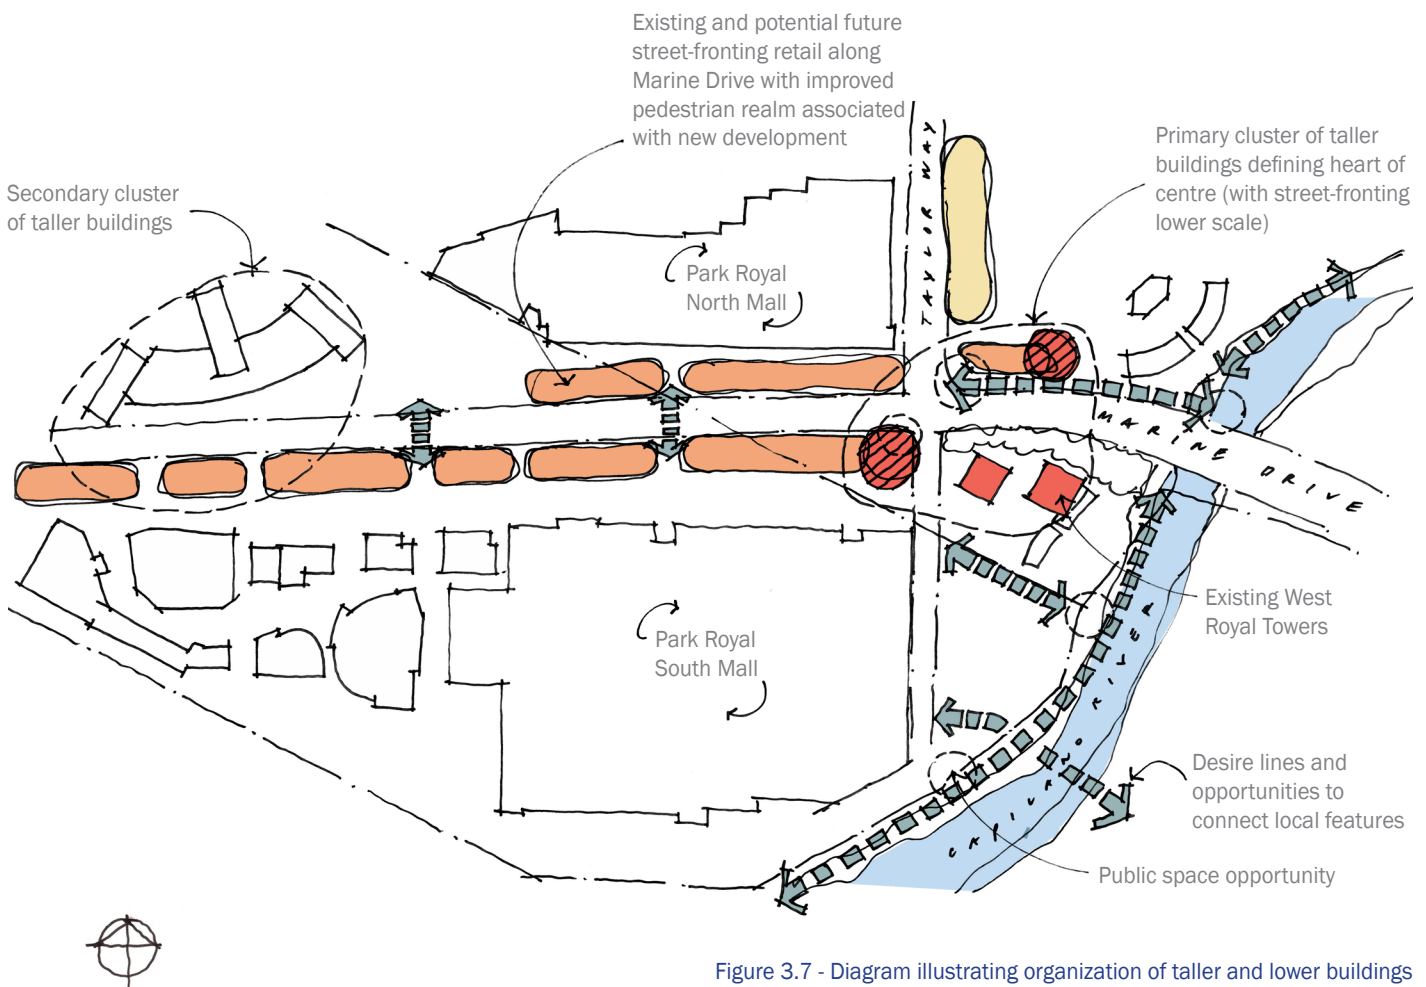 Existing and potential future
street-fronting retail along
Marine Drive with improved
pedestrian realm associated
with new development
Primary cluster of taller
buildings defining heart of
centre (with street-fronting
lower scale)
Secondary cluster
of taller buildings
TAYLOR WAY
Park Royal
North Mall
MARINE DRIVE
Existing West
Royal Towers
Park Royal
South Mall
CAPILANO RIVER
Desire lines and
opportunities to
connect local features
Public space opportunity
Figure 3.7 - Diagram illustrating organization of taller and lower buildings